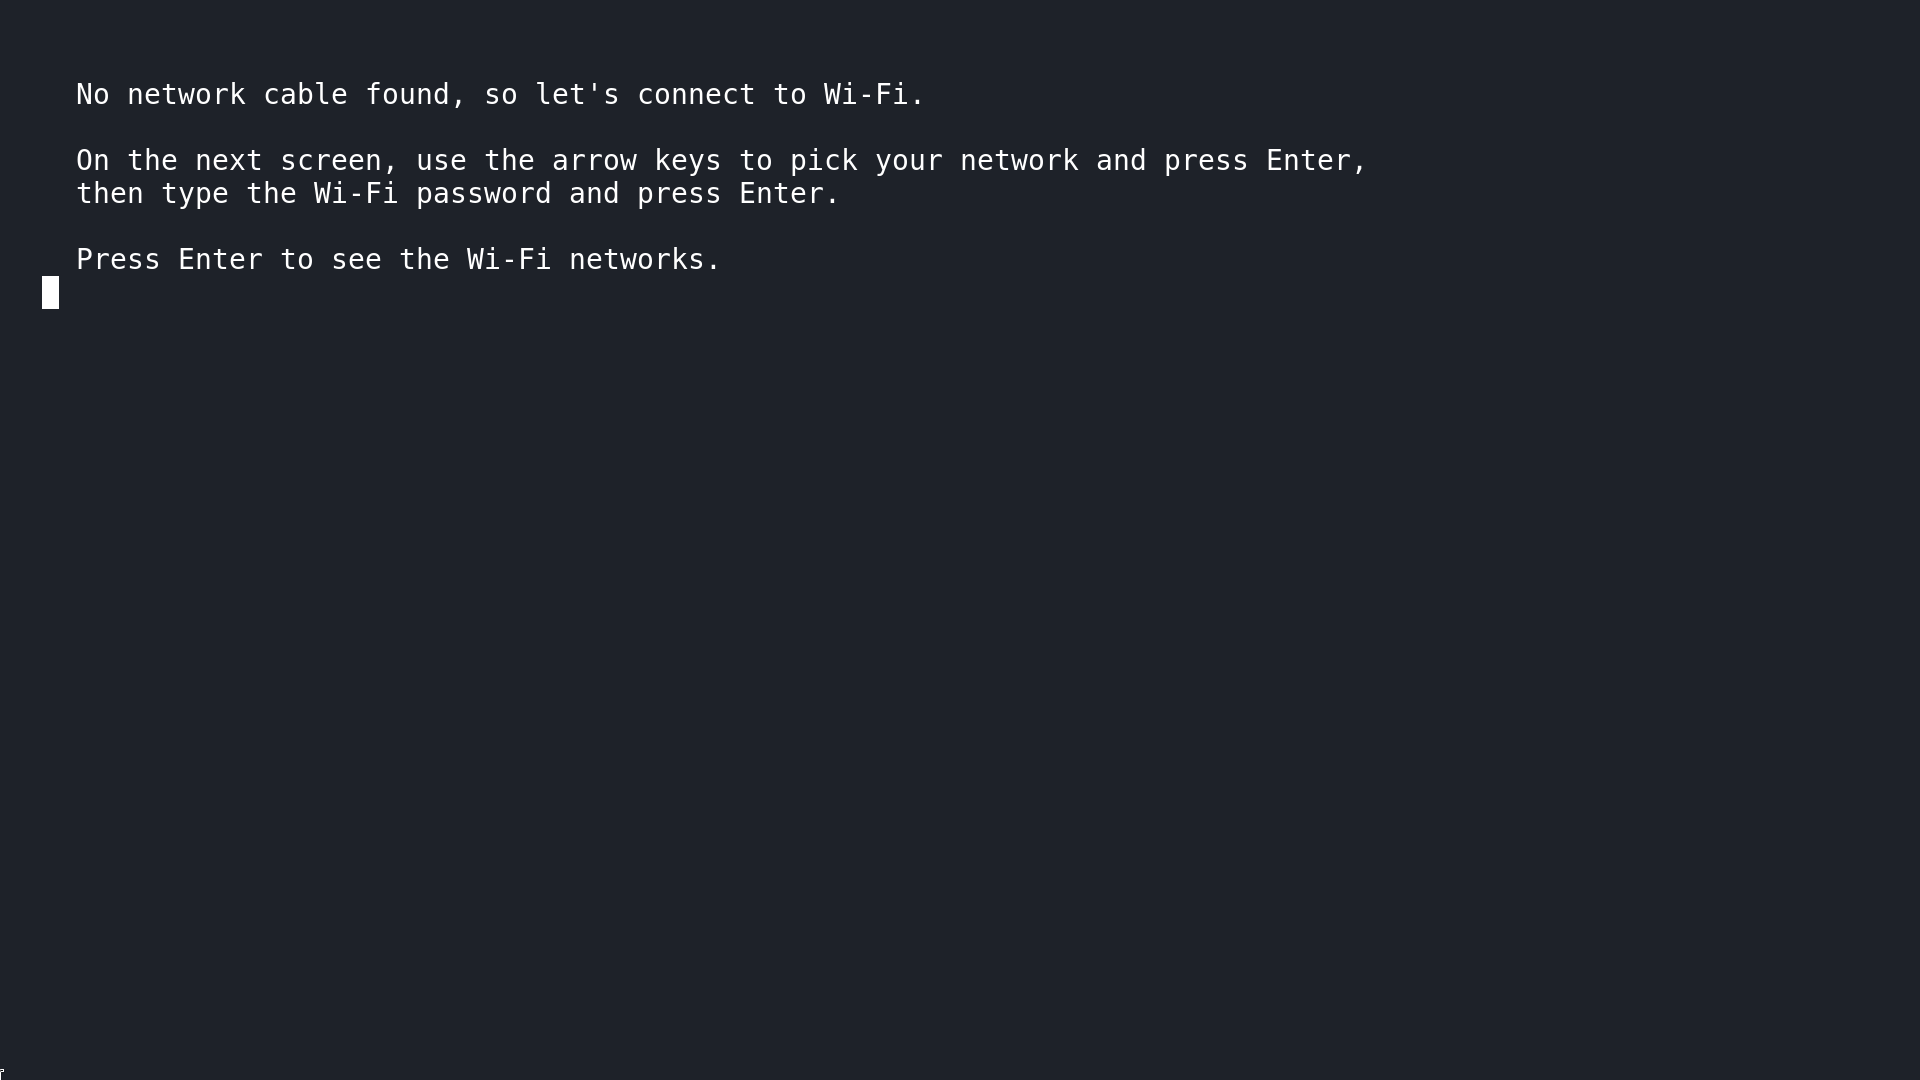 No network cable found, so let's connect to Wi-Fi.
On the next screen, use the arrow keys to pick your network and press Enter,
then type the Wi-Fi password and press Enter.
Press Enter to see the Wi-Fi networks.